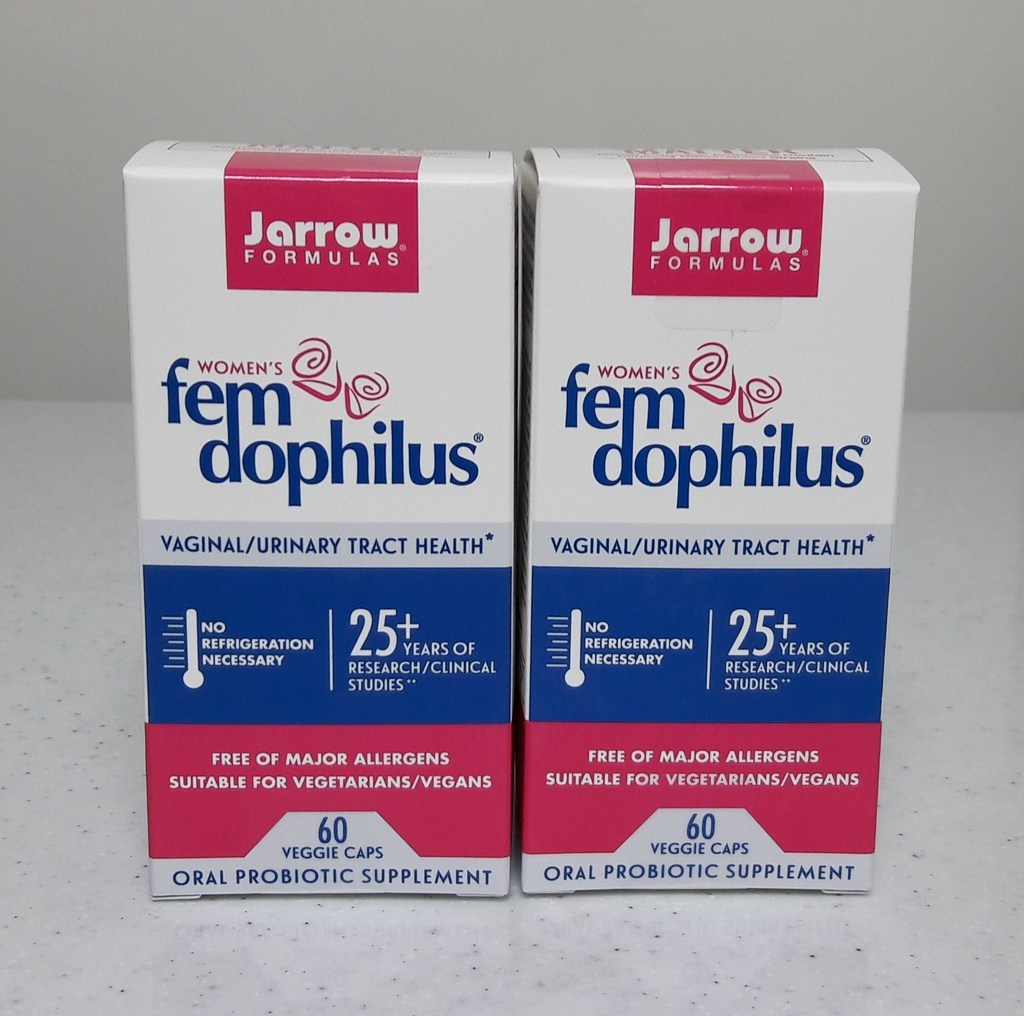 Jarrow®
FORMULAS
WOMEN'S
fem
dophilus®
VAGINAL/URINARY TRACT HEALTH*
NO
REFRIGERATION
NECESSARY
25+
YEARS OF
RESEARCH/CLINICAL
STUDIES**
FREE OF MAJOR ALLERGENS
SUITABLE FOR VEGETARIANS/VEGANS
60
VEGGIE CAPS
ORAL PROBIOTIC SUPPLEMENT
Jarrow®
FORMULAS
WOMEN'S
fem
dophilus®
VAGINAL/URINARY TRACT HEALTH*
NO
REFRIGERATION
NECESSARY
25+
YEARS OF
RESEARCH/CLINICAL
STUDIES**
FREE OF MAJOR ALLERGENS
SUITABLE FOR VEGETARIANS/VEGANS
60
VEGGIE CAPS
ORAL PROBIOTIC SUPPLEMENT